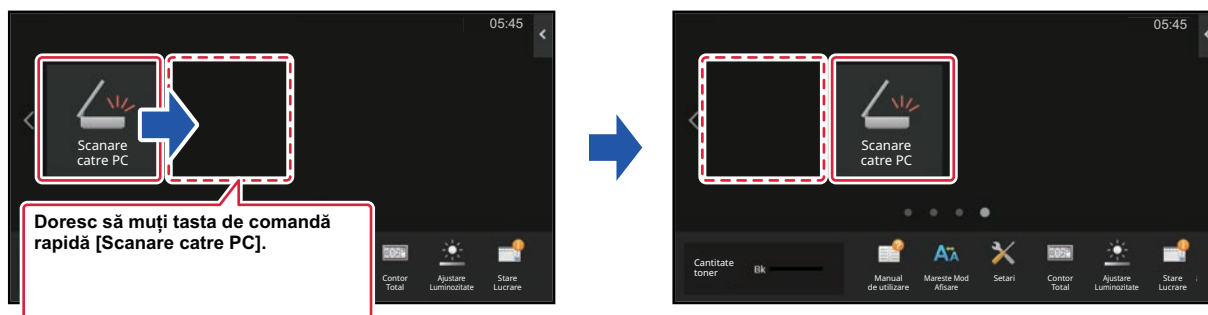 05:45
Scanare
catre PC
Doresc să muți tasta de comandă
rapidă [Scanare catre PC].
Contor
Total
Ajustare
Luminozitate
Stare
Lucrare
05:45
Scanare
catre PC
Cantitate
toner
Bk
Manual
de utilizare
Mareste Mod
Afisare
Setari
Contor
Total
Ajustare
Luminozitate
Stare
Lucrare